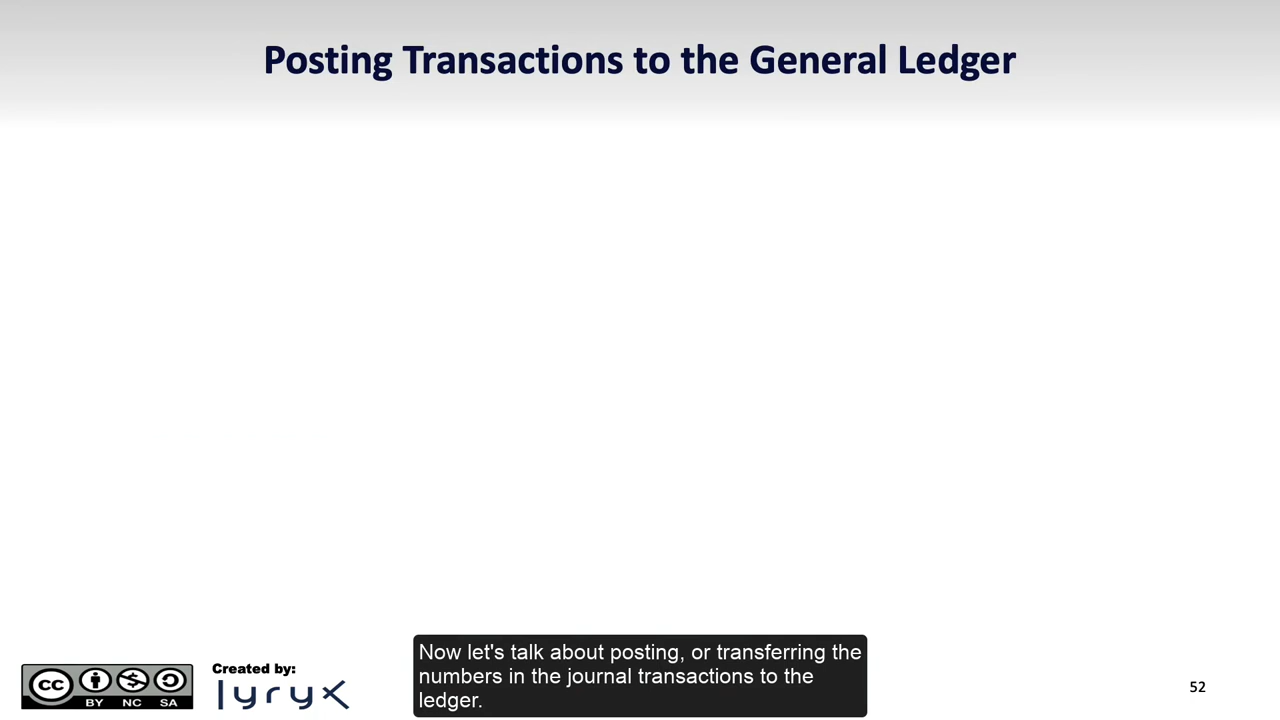 Posting Transactions to the General Ledger
Now let's talk about posting, or transferring the
numbers in the journal transactions to the
ledger.
Created by:
lyryx
cc
BY NC SA
52